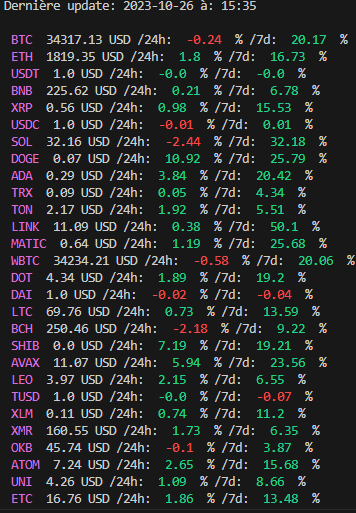 Dernière update: 2023-10-26 à: 15:35
BTC 34317.13 USD /24h: -0.24 % /7d: 20.17 %
ETH 1819.35 USD /24h: 1.8 % /7d: 16.73 %
USDT 1.0 USD /24h: -0.0 % /7d: -0.0 %
BNB 225.62 USD /24h: 0.21 % /7d: 6.78 %
XRP 0.56 USD /24h: 0.98 % /7d: 15.53 %
USDC 1.0 USD /24h: -0.01 % /7d: 0.01 %
SOL 32.16 USD /24h: -2.44 % /7d: 32.18 %
DOGE 0.07 USD /24h: 10.92 % /7d: 25.79 %
ADA 0.29 USD /24h: 3.84 % /7d: 20.42 %
TRX 0.09 USD /24h: 0.05 % /7d: 4.34 %
TON 2.17 USD /24h: 1.92 % /7d: 5.51 %
LINK 11.09 USD /24h: 0.38 % /7d: 50.1 %
MATIC 0.64 USD /24h: 1.19 % /7d: 25.68 %
WBTC 34234.21 USD /24h: -0.58 % /7d: 20.06 %
DOT 4.34 USD /24h: 1.89 % /7d: 19.2 %
DAI 1.0 USD /24h: -0.02 % /7d: -0.04 %
LTC 69.76 USD /24h: 0.73 % /7d: 13.59 %
BCH 250.46 USD /24h: -2.18 % /7d: 9.22 %
SHIB 0.0 USD /24h: 7.19 % /7d: 19.21 %
AVAX 11.07 USD /24h: 5.94 % /7d: 23.56 %
LEO 3.97 USD /24h: 2.15 % /7d: 6.55 %
TUSD 1.0 USD /24h: -0.0 % /7d: -0.07 %
XLM 0.11 USD /24h: 0.74 % /7d: 11.2 %
XMR 160.55 USD /24h: 1.73 % /7d: 6.35 %
OKB 45.74 USD /24h: -0.1 % /7d: 3.87 %
ATOM 7.24 USD /24h: 2.65 % /7d: 15.68 %
UNI 4.26 USD /24h: 1.09 % /7d: 8.66 %
ETC 16.76 USD /24h: 1.86 % /7d: 13.48 %